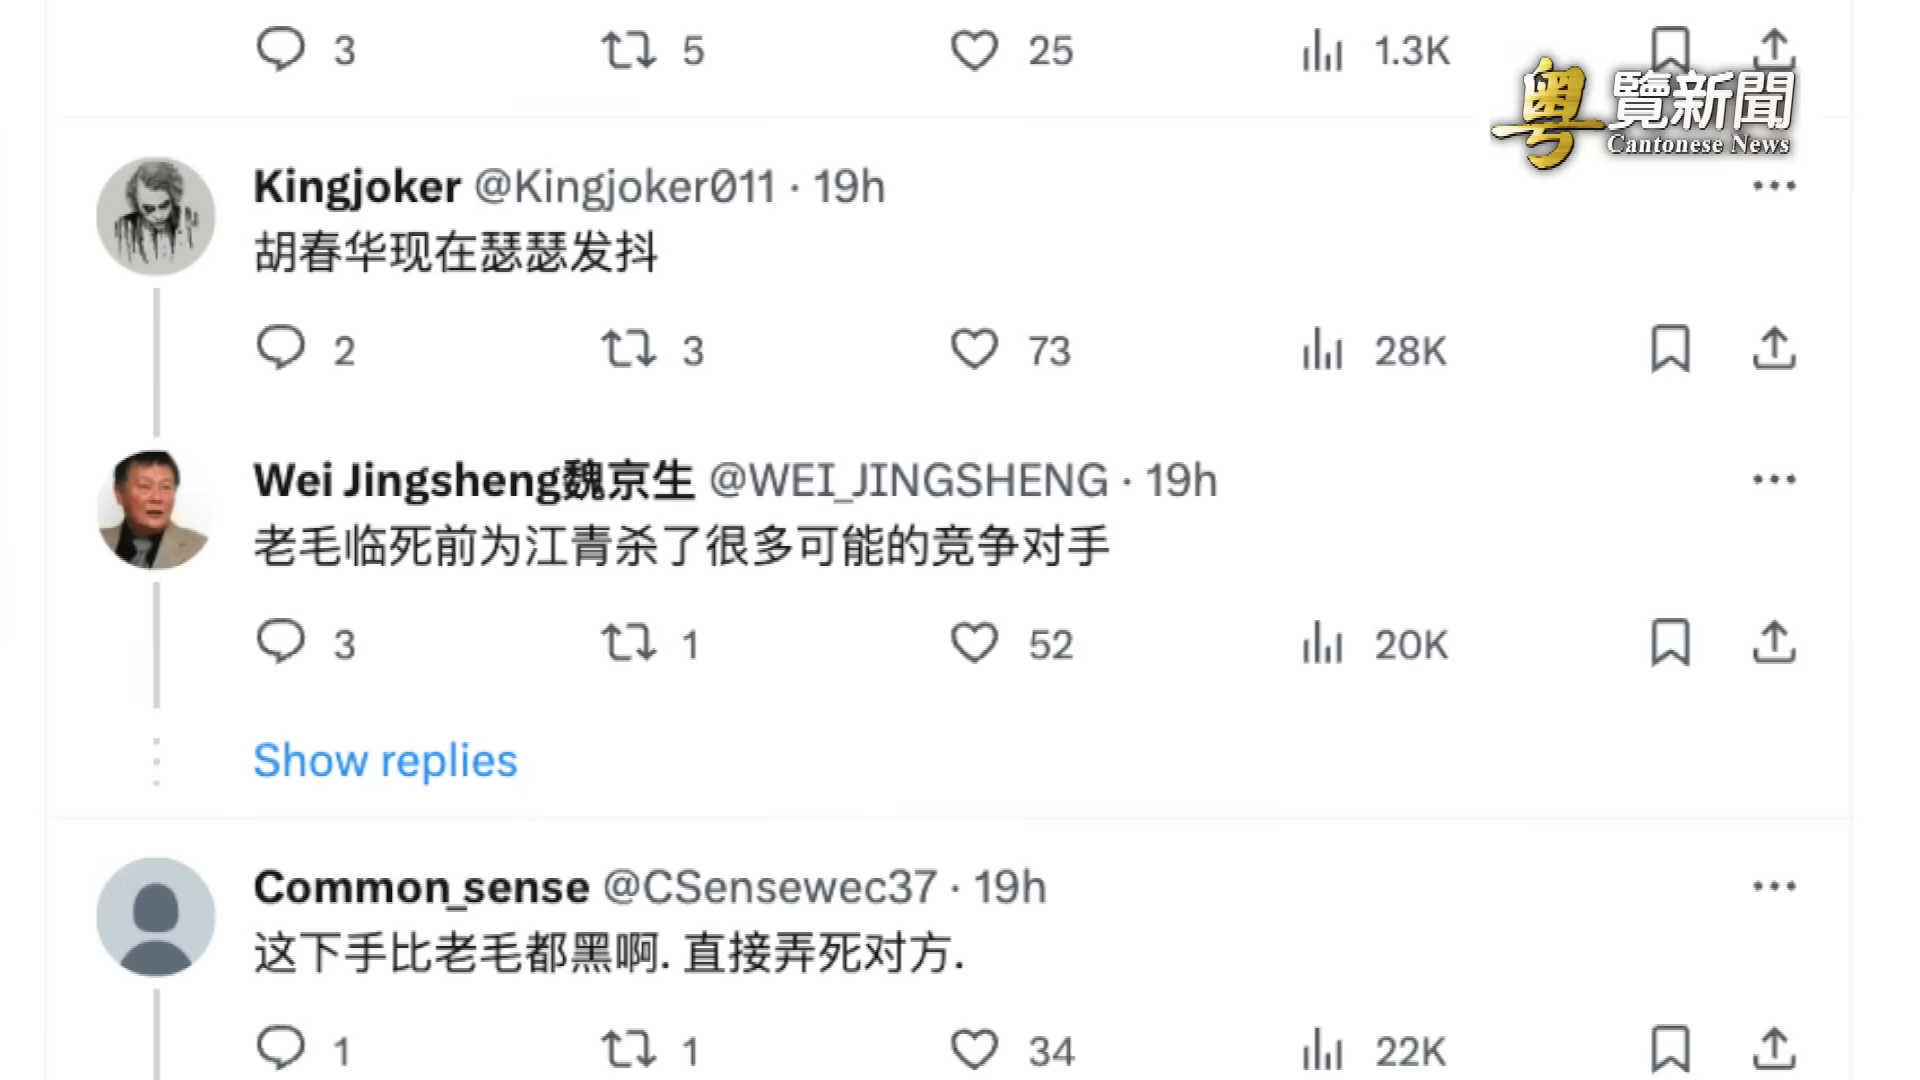 3 5 25 1.3K
粤覽新聞
Cantonese News
Kingjoker @Kingjoker011 · 19h
胡春华现在瑟瑟发抖
2 3 73 28K
Wei Jingsheng魏京生 @WEI_JINGSHENG · 19h
老毛临死前为江青杀了很多可能的竞争对手
3 1 52 20K
Show replies
Common_sense @CSensewec37 · 19h
这下手比老毛都黑啊. 直接弄死对方.
1 1 34 22K